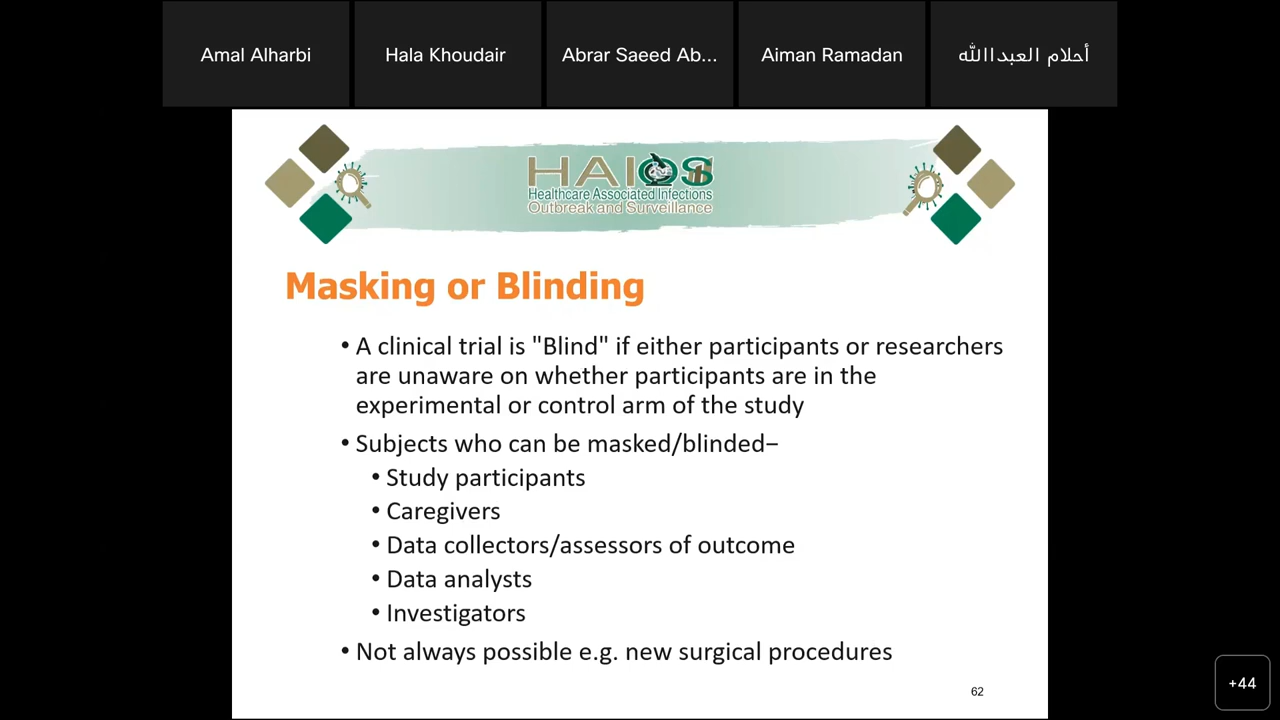 Amal Alharbi
Hala Khoudair
Abrar Saeed Ab...
Aiman Ramadan
أحلام العبداالله
HAIOS
Healthcare Associated Infections
Outbreak and Surveillance
Masking or Blinding
• A clinical trial is "Blind" if either participants or researchers
are unaware on whether participants are in the
experimental or control arm of the study
• Subjects who can be masked/blinded–
• Study participants
• Caregivers
• Data collectors/assessors of outcome
• Data analysts
• Investigators
• Not always possible e.g. new surgical procedures
62
+44